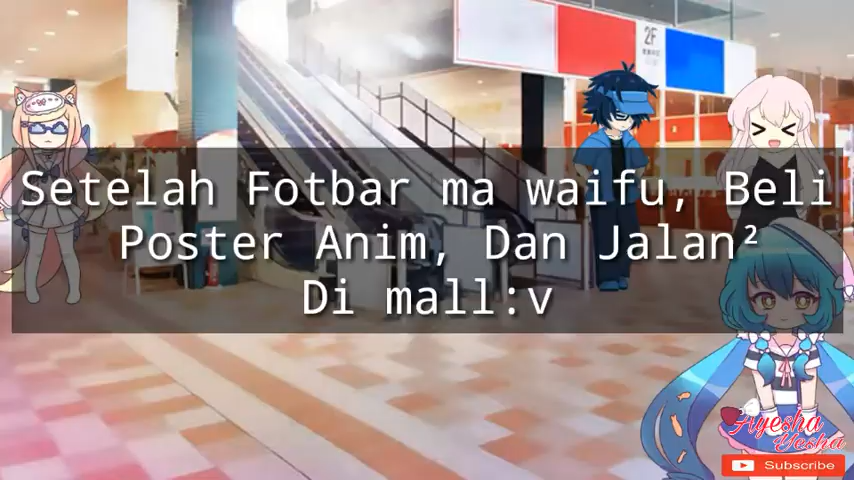 2F
Setelah Fotbar ma waifu, Beli
Poster Anim, Dan Jalan²
Di mall:v
Ayesha
Yesha
Subscribe